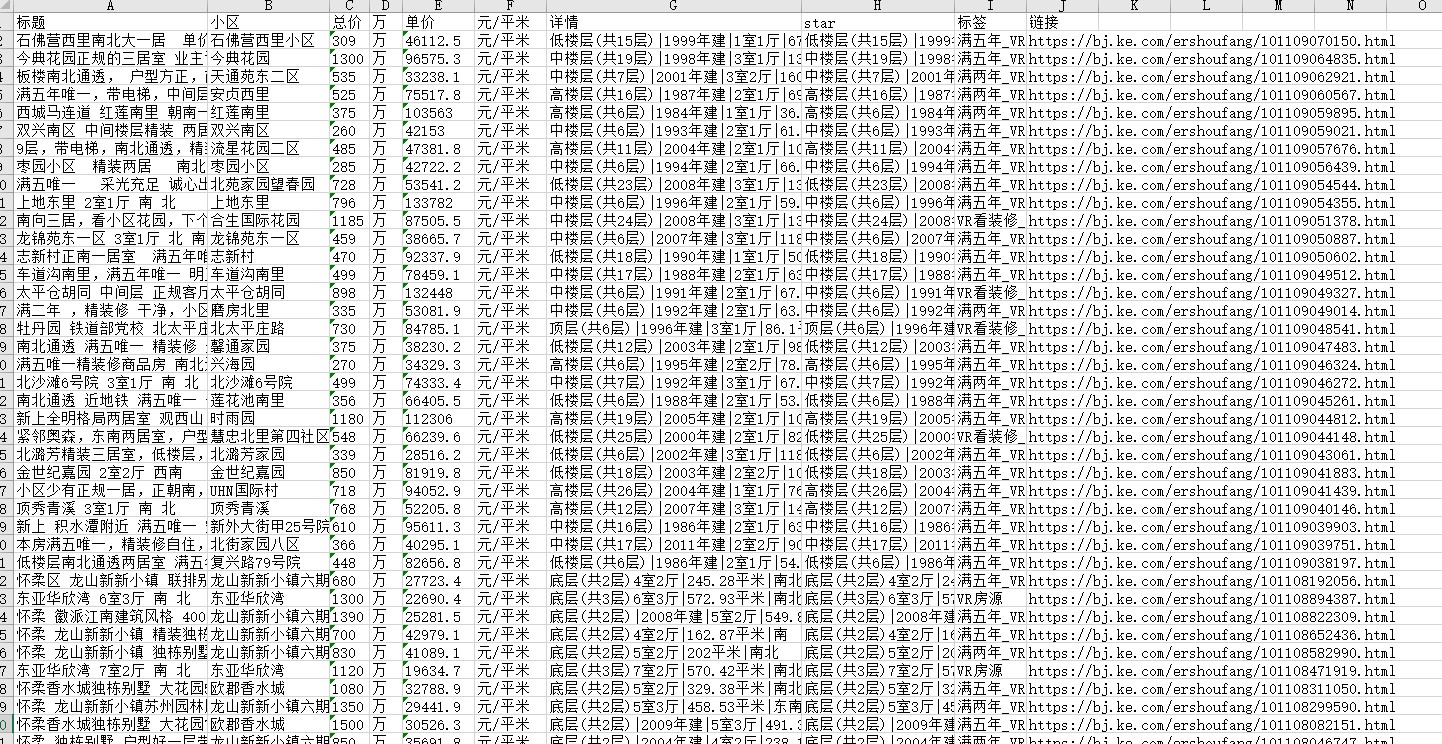 A B C D E F G H I J K L M N O
标题 小区 总价 万 单价 元/平米 详情 star 标签 链接
2 石佛营西里南北大一居 单价 石佛营西里小区 309 万 46112.5 元/平米 低楼层(共15层)|1999年建|1室1厅|67 低楼层(共15层)|1999 满五年_VR https://bj.ke.com/ershoufang/101109070150.html
3 今典花园正规的三居室 业主 今典花园 1300 万 96575.3 元/平米 中楼层(共19层)|1998年建|3室1厅|13 中楼层(共19层)|1998 满五年_VR https://bj.ke.com/ershoufang/101109064835.html
4 板楼南北通透, 户型方正, 天通苑东二区 535 万 33238.1 元/平米 中楼层(共7层)|2001年建|3室2厅|160 中楼层(共7层)|2001年 满两年_VR https://bj.ke.com/ershoufang/101109062921.html
5 满五年唯一,带电梯,中间层 安贞西里 525 万 75517.8 元/平米 高楼层(共16层)|1987年建|2室1厅|69 高楼层(共16层)|1987 满两年_VR https://bj.ke.com/ershoufang/101109060567.html
6 西城马连道 红莲南里 朝南一 红莲南里 375 万 103563 元/平米 高楼层(共6层)|1984年建|1室1厅|36. 高楼层(共6层)|1984年 满两年_VR https://bj.ke.com/ershoufang/101109059895.html
7 双兴南区 中间楼层精装 两居 双兴南区 260 万 42153 元/平米 中楼层(共6层)|1993年建|2室1厅|61. 中楼层(共6层)|1993年 满五年_VR https://bj.ke.com/ershoufang/101109059021.html
8 9层,带电梯,南北通透,精 流星花园二区 485 万 47381.8 元/平米 高楼层(共11层)|2004年建|2室1厅|10 高楼层(共11层)|2004 满五年_VR https://bj.ke.com/ershoufang/101109057676.html
9 枣园小区 精装两居 南北 枣园小区 285 万 42722.2 元/平米 中楼层(共6层)|1994年建|2室1厅|66. 中楼层(共6层)|1994年 满五年_VR https://bj.ke.com/ershoufang/101109056439.html
0 满五唯一 采光充足 诚心出 北苑家园望春园 728 万 53541.2 元/平米 低楼层(共23层)|2008年建|3室1厅|13 低楼层(共23层)|2008 满五年_VR https://bj.ke.com/ershoufang/101109054544.html
1 上地东里 2室1厅 南 北 上地东里 796 万 133782 元/平米 中楼层(共6层)|1996年建|2室1厅|59. 中楼层(共6层)|1996年 满五年_VR https://bj.ke.com/ershoufang/101109054355.html
2 南向三居,看小区花园,下个 合生国际花园 1185 万 87505.5 元/平米 中楼层(共24层)|2008年建|3室1厅|13 中楼层(共24层)|2008 VR看装修_ https://bj.ke.com/ershoufang/101109051378.html
3 龙锦苑东一区 3室1厅 北 南 龙锦苑东一区 459 万 38665.7 元/平米 中楼层(共6层)|2007年建|3室1厅|118 中楼层(共6层)|2007年 满五年_VR https://bj.ke.com/ershoufang/101109050887.html
4 志新村正南一居室 满五年唯 志新村 470 万 92337.9 元/平米 低楼层(共18层)|1990年建|1室1厅|50 低楼层(共18层)|1990 满五年_VR https://bj.ke.com/ershoufang/101109050602.html
5 车道沟南里,满五年唯一 明 车道沟南里 499 万 78459.1 元/平米 中楼层(共17层)|1988年建|2室1厅|63 中楼层(共17层)|1988 满五年_VR https://bj.ke.com/ershoufang/101109049512.html
6 太平仓胡同 中间层 正规客厅 太平仓胡同 898 万 132448 元/平米 中楼层(共6层)|1991年建|2室1厅|67. 中楼层(共6层)|1991年 VR看装修_ https://bj.ke.com/ershoufang/101109049327.html
7 满二年 ,精装修 干净,小区 磨房北里 335 万 53081.9 元/平米 中楼层(共6层)|1992年建|2室1厅|63. 中楼层(共6层)|1992年 满两年_VR https://bj.ke.com/ershoufang/101109049014.html
8 牡丹园 铁道部党校 北太平庄 北太平庄路 730 万 84785.1 元/平米 顶层(共6层)|1996年建|3室1厅|86.1 顶层(共6层)|1996年建 VR看装修_ https://bj.ke.com/ershoufang/101109048541.html
9 南北通透 满五唯一 精装修 馨通家园 375 万 38230.2 元/平米 低楼层(共12层)|2003年建|2室1厅|98 低楼层(共12层)|2003 满五年_VR https://bj.ke.com/ershoufang/101109047483.html
0 满五唯一精装修商品房 南北 兴海园 270 万 34329.3 元/平米 高楼层(共6层)|1995年建|2室2厅|78. 高楼层(共6层)|1995年 满五年_VR https://bj.ke.com/ershoufang/101109046324.html
1 北沙滩6号院 3室1厅 南 北 北沙滩6号院 499 万 74333.4 元/平米 中楼层(共7层)|1992年建|3室1厅|67. 中楼层(共7层)|1992年 满两年_VR https://bj.ke.com/ershoufang/101109046272.html
2 南北通透 近地铁 满五唯一 莲花池南里 356 万 66405.5 元/平米 低楼层(共6层)|1988年建|2室1厅|53. 低楼层(共6层)|1988年 满五年_VR https://bj.ke.com/ershoufang/101109045261.html
3 新上全明格局两居室 观西山 时雨园 1180 万 112306 元/平米 高楼层(共19层)|2005年建|2室1厅|10 高楼层(共19层)|2005 满五年_VR https://bj.ke.com/ershoufang/101109044812.html
4 紧邻奥森,东南两居室,户型 慧忠北里第四社区 548 万 66239.6 元/平米 低楼层(共25层)|2000年建|2室1厅|82 低楼层(共25层)|2000 VR看装修_ https://bj.ke.com/ershoufang/101109044148.html
5 北潞芳精装三居室,低楼层, 北潞芳家园 339 万 28516.2 元/平米 低楼层(共6层)|2002年建|3室1厅|118 低楼层(共6层)|2002年 满五年_VR https://bj.ke.com/ershoufang/101109043061.html
6 金世纪嘉园 2室2厅 西南 金世纪嘉园 850 万 81919.8 元/平米 低楼层(共18层)|2003年建|2室2厅|10 低楼层(共18层)|2003 满五年_VR https://bj.ke.com/ershoufang/101109041883.html
7 小区少有正规一居,正朝南, UHN国际村 718 万 94052.9 元/平米 高楼层(共26层)|2004年建|1室1厅|76 高楼层(共26层)|2004 满两年_VR https://bj.ke.com/ershoufang/101109041439.html
8 顶秀青溪 3室1厅 南 北 顶秀青溪 768 万 52205.8 元/平米 高楼层(共12层)|2007年建|3室1厅|14 高楼层(共12层)|2007 满五年_VR https://bj.ke.com/ershoufang/101109040146.html
9 新上 积水潭附近 满五唯一 新外大街甲25号院 610 万 95611.3 元/平米 中楼层(共16层)|1986年建|2室1厅|63 中楼层(共16层)|1986 满五年_VR https://bj.ke.com/ershoufang/101109039903.html
0 本房满五唯一,精装修自住, 北街家园八区 366 万 40295.1 元/平米 中楼层(共17层)|2011年建|2室2厅|90 中楼层(共17层)|2011 满五年_VR https://bj.ke.com/ershoufang/101109039751.html
1 低楼层南北通透两居室 满五 复兴路79号院 448 万 82656.8 元/平米 低楼层(共6层)|1986年建|2室1厅|54. 低楼层(共6层)|1986年 满五年_VR https://bj.ke.com/ershoufang/101109038197.html
2 怀柔区 龙山新新小镇 联排别 龙山新新小镇六期 680 万 27723.4 元/平米 底层(共2层)4室2厅|245.28平米|南北 底层(共2层)4室2厅|24 满五年_VR https://bj.ke.com/ershoufang/101108192056.html
3 东亚华欣湾 6室3厅 南 北 东亚华欣湾 1300 万 22690.4 元/平米 底层(共3层)6室3厅|572.93平米|南北 底层(共3层)6室3厅|57 VR房源 https://bj.ke.com/ershoufang/101108894387.html
4 怀柔 徽派江南建筑风格 400 龙山新新小镇六期 1390 万 25281.5 元/平米 底层(共2层)|2008年建|5室2厅|549. 底层(共2层)|2008年建 满五年_VR https://bj.ke.com/ershoufang/101108822309.html
5 怀柔 龙山新新小镇 精装独栋 龙山新新小镇六期 700 万 42979.1 元/平米 底层(共2层)4室2厅|162.87平米|南 底层(共2层)4室2厅|16 满五年_VR https://bj.ke.com/ershoufang/101108652436.html
6 怀柔 龙山新新小镇 独栋别墅 龙山新新小镇六期 830 万 41089.1 元/平米 底层(共2层)5室2厅|202平米|南北 底层(共2层)5室2厅|20 满两年_VR https://bj.ke.com/ershoufang/101108582990.html
7 东亚华欣湾 7室2厅 南 北 东亚华欣湾 1120 万 19634.7 元/平米 底层(共3层)7室2厅|570.42平米|南北 底层(共3层)7室2厅|57 VR房源 https://bj.ke.com/ershoufang/101108471919.html
8 怀柔香水城独栋别墅 大花园 欧郡香水城 1080 万 32788.9 元/平米 底层(共2层)5室2厅|329.38平米|南北 底层(共2层)5室2厅|32 满五年_VR https://bj.ke.com/ershoufang/101108311050.html
9 怀柔 龙山新新小镇苏州园林 龙山新新小镇六期 1350 万 29441.9 元/平米 底层(共2层)5室3厅|458.53平米|东南 底层(共2层)5室3厅|45 满两年_VR https://bj.ke.com/ershoufang/101108299590.html
0 怀柔香水城独栋别墅 大花园 欧郡香水城 1500 万 30526.3 元/平米 底层(共2层)|2009年建|5室3厅|491. 底层(共2层)|2009年建 满五年_VR https://bj.ke.com/ershoufang/101108082151.html
1 怀柔 独栋别墅 户型好一层带 龙山新新小镇六期 850 万 35691.8 元/平米 底层(共2层)|2004年建|4室2厅|238.1 底层(共2层)|2004年建 满两年_VR https://bj.ke.com/ershoufang/101108046747.html